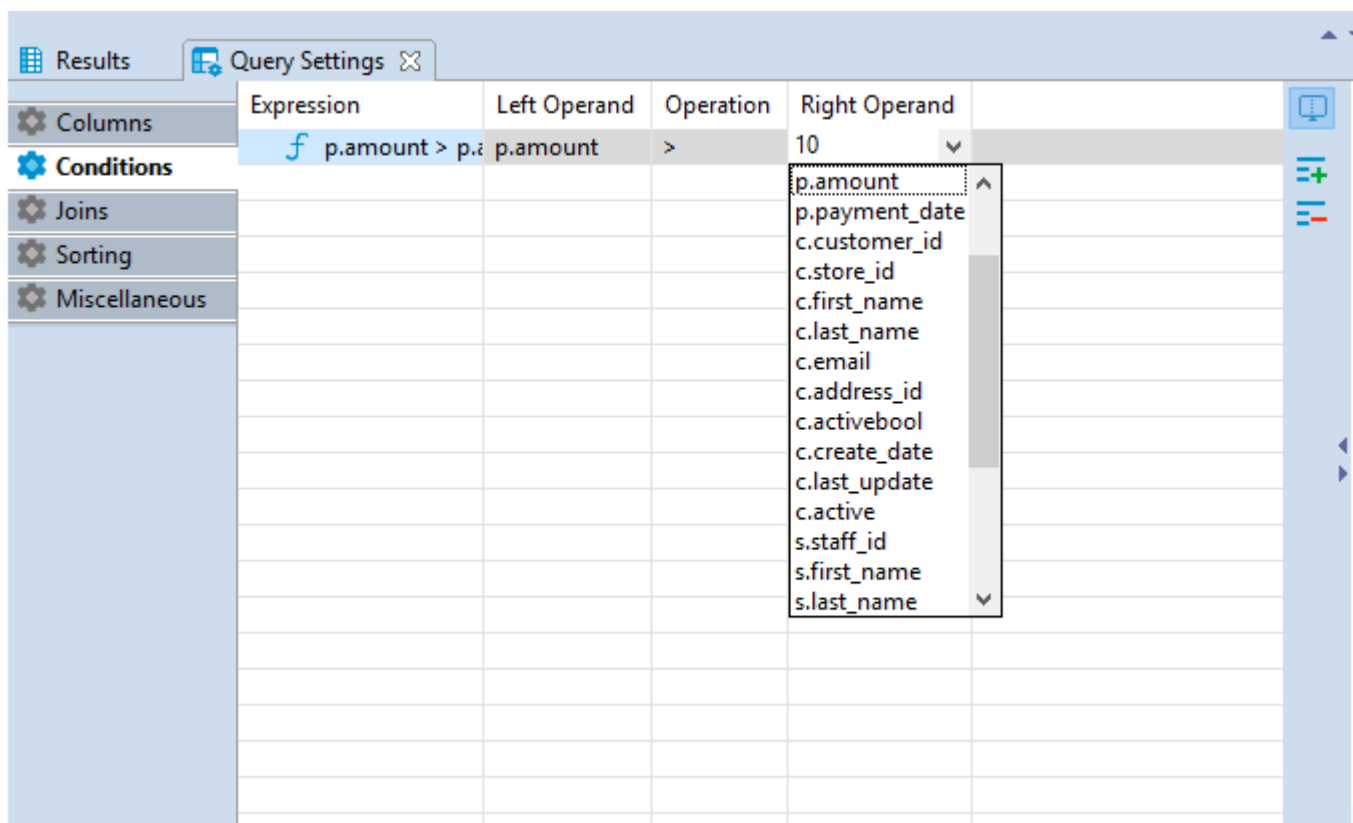 Results
Query Settings
Columns
Conditions
Joins
Sorting
Miscellaneous
Expression Left Operand Operation Right Operand
p.amount > p.a p.amount > 10
p.amount
p.payment_date
c.customer_id
c.store_id
c.first_name
c.last_name
c.email
c.address_id
c.activebool
c.create_date
c.last_update
c.active
s.staff_id
s.first_name
s.last_name